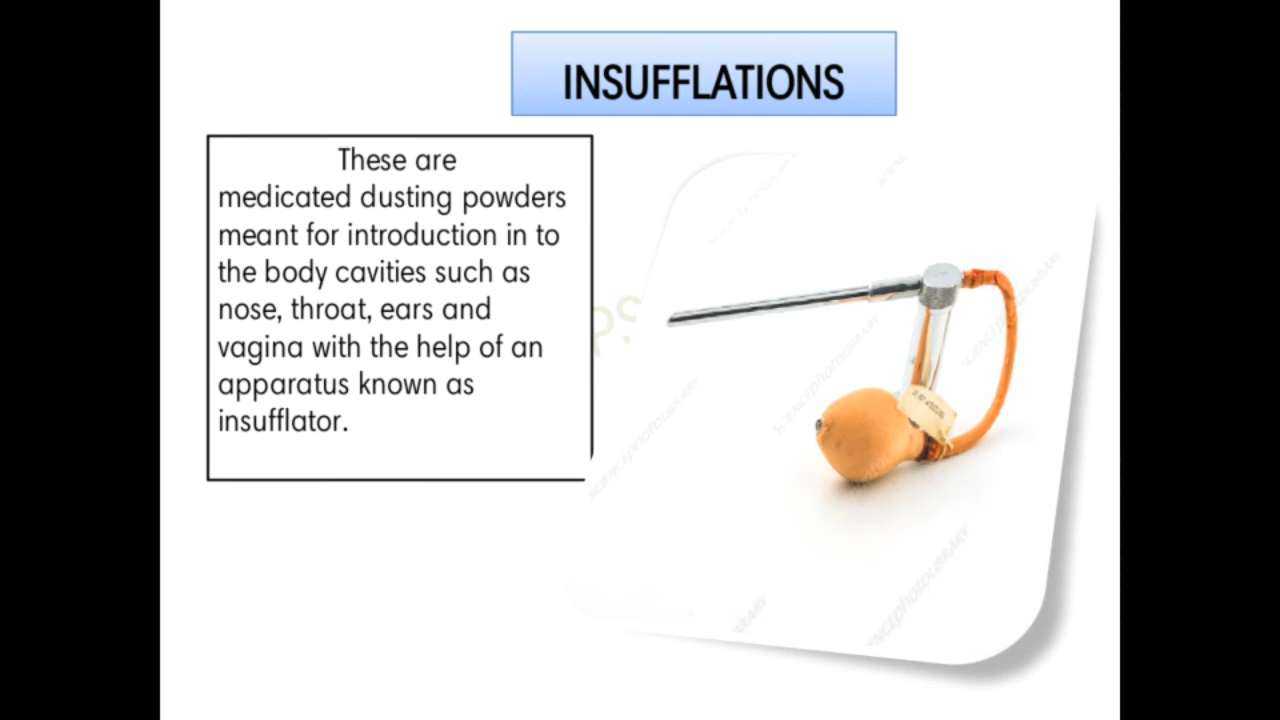 INSUFFLATIONS
These are
medicated dusting powders
meant for introduction in to
the body cavities such as
nose, throat, ears and
vagina with the help of an
apparatus known as
insufflator.
SCIENCEphotoLIBRARY